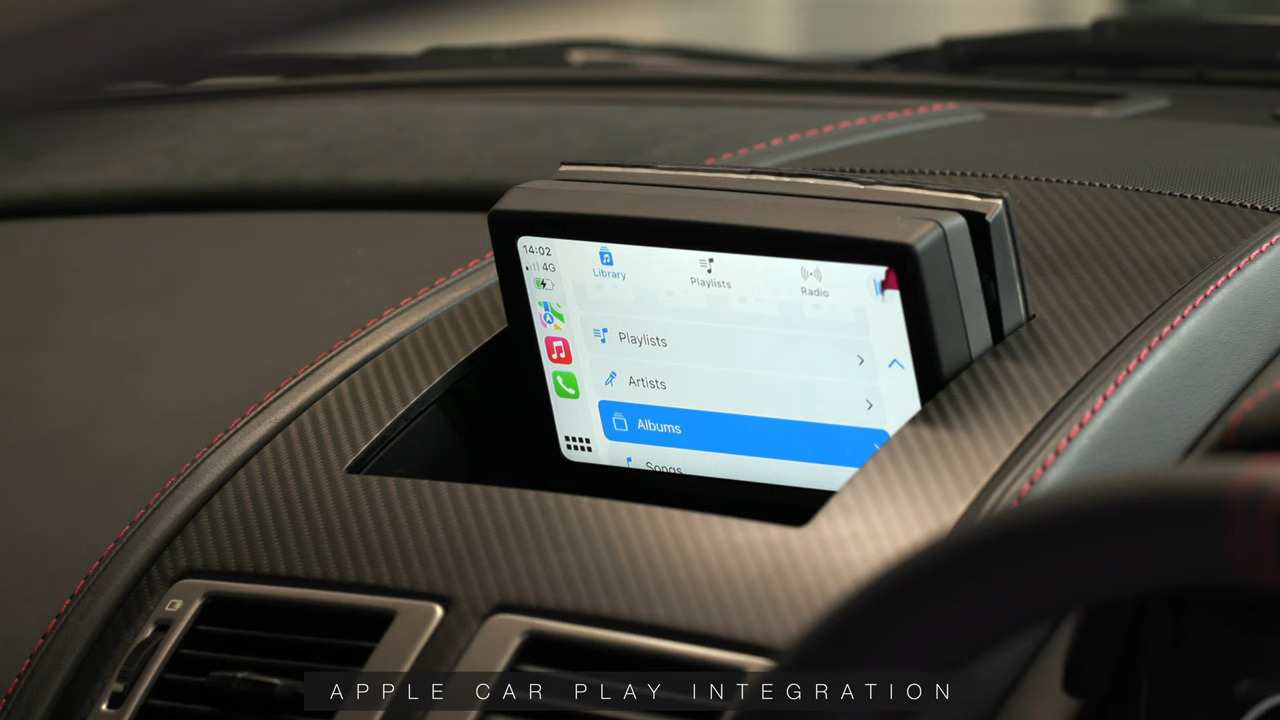 14:02
4G
Library
Playlists
Radio
Playlists
Artists
Albums
Songs
APPLE CAR PLAY INTEGRATION